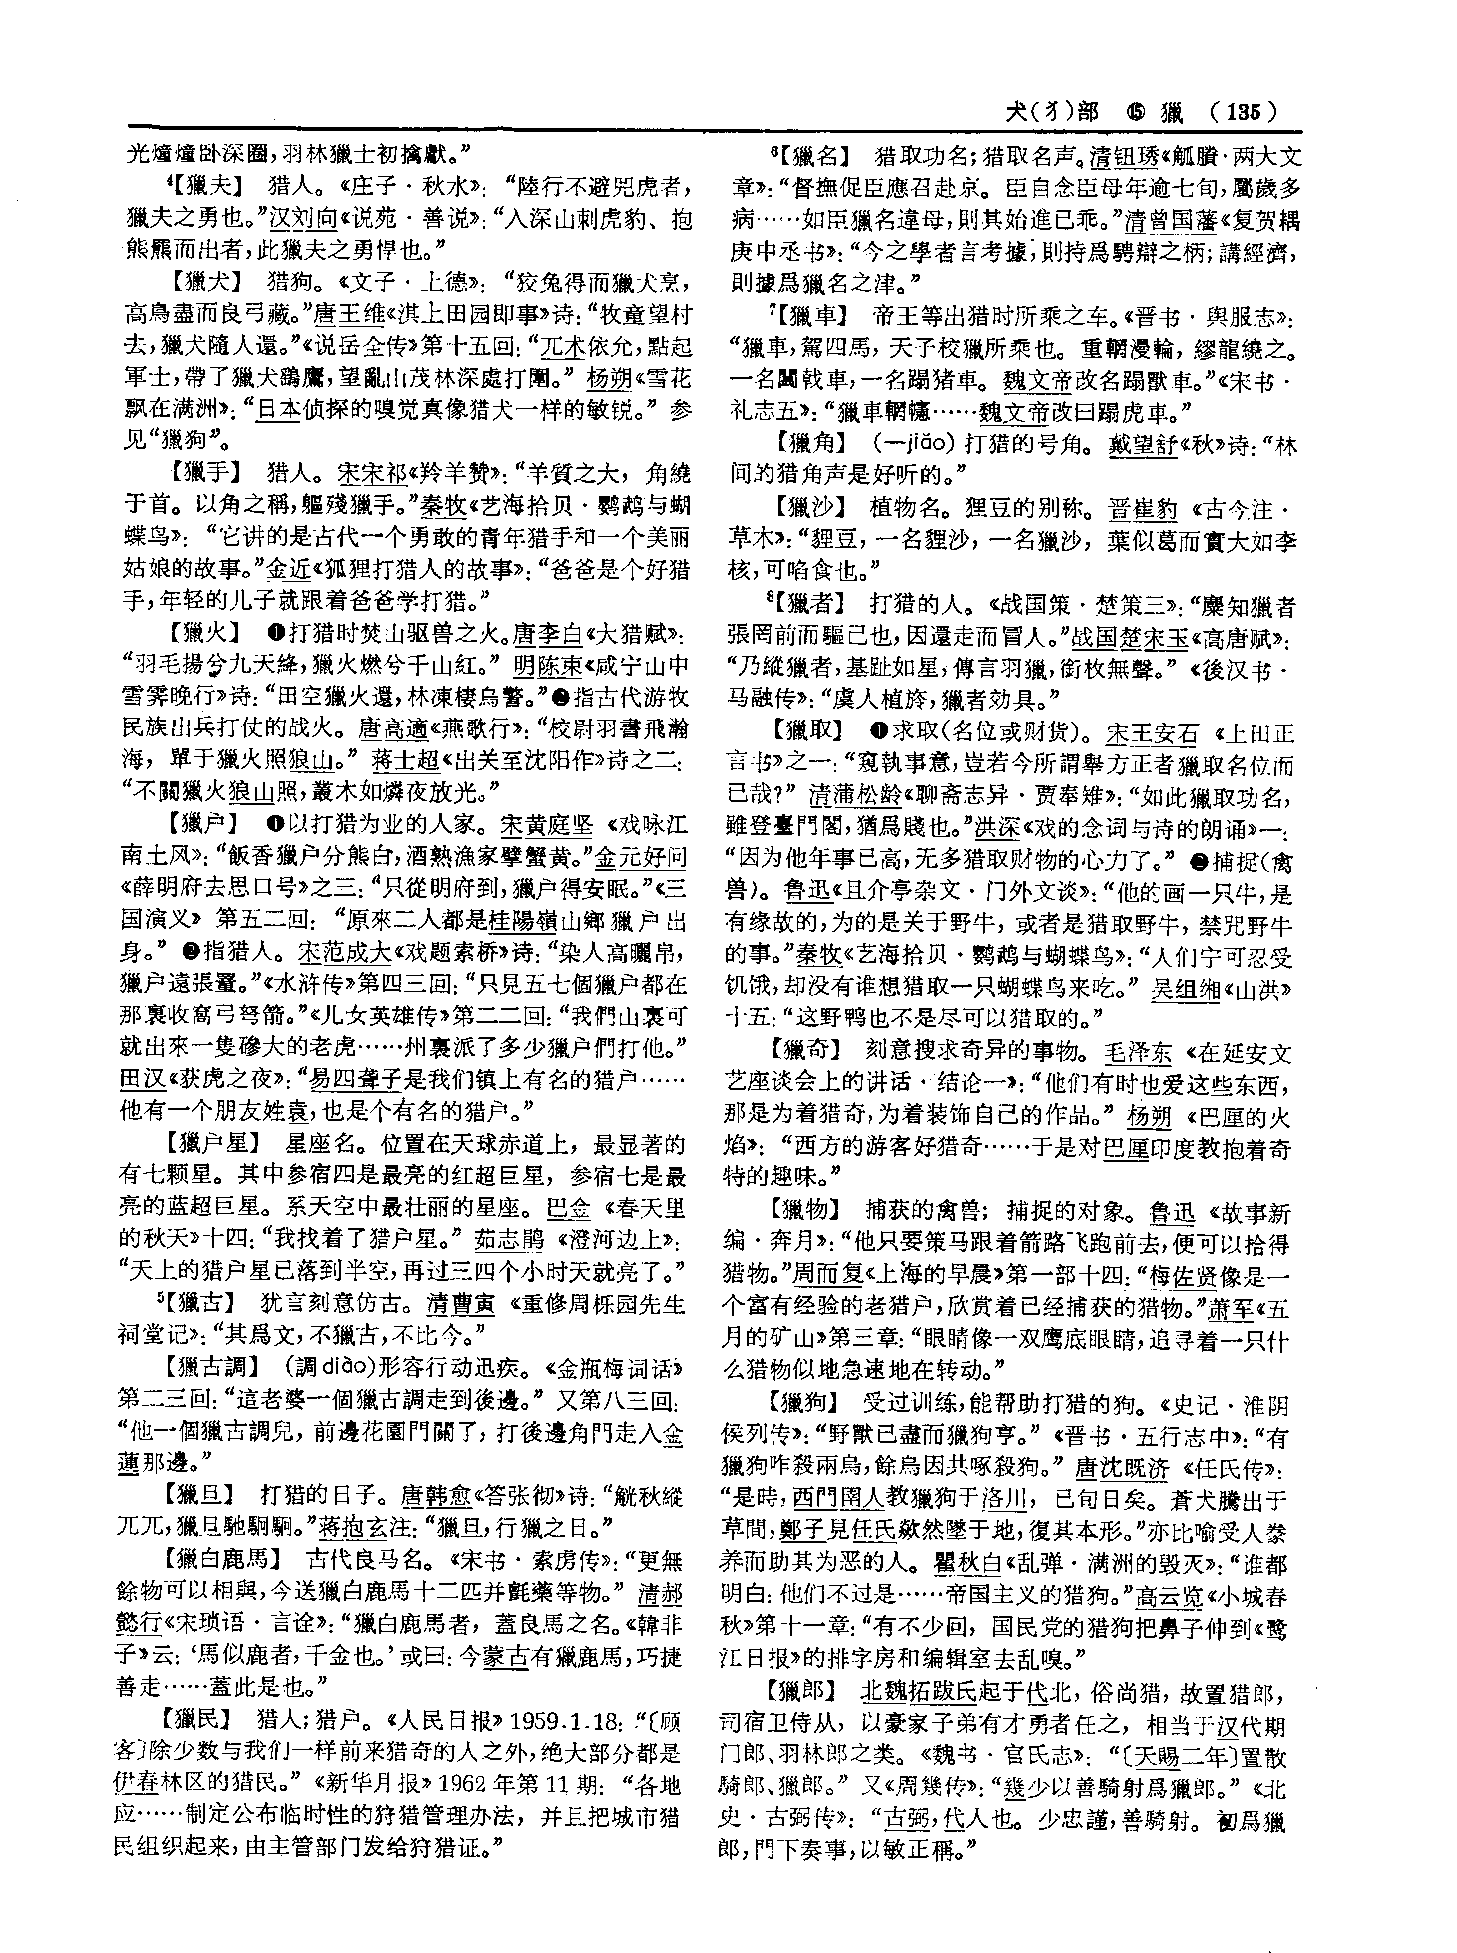 犬(犭)部　⑮　獵　(135)
光爞爞卧深圈，羽林獵士初擒獻。”
⁴【獵夫】　猎人。《庄子·秋水》：“陸行不避兕虎者，
獵夫之勇也。”汉刘向《说苑·善说》：“入深山刺虎豹、抱
熊羆而出者，此獵夫之勇悍也。”
【獵犬】　猎狗。《文子·上德》：“狡兔得而獵犬烹，
高鳥盡而良弓藏。”唐王维《淇上田园即事》诗：“牧童望村
去，獵犬隨人還。”《说岳全传》第十五回：“兀术依允，點起
軍士，帶了獵犬鷂鷹，望亂山茂林深處打圍。”杨朔《雪花
飘在满洲》：“日本侦探的嗅觉真像猎犬一样的敏锐。”参
见“獵狗”。
【獵手】　猎人。宋宋祁《羚羊赞》：“羊質之大，角繞
于首。以角之稱，軀殘獵手。”秦牧《艺海拾贝·鹦鹉与蝴
蝶鸟》：“它讲的是古代一个勇敢的青年猎手和一个美丽
姑娘的故事。”金近《狐狸打猎人的故事》：“爸爸是个好猎
手，年轻的儿子就跟着爸爸学打猎。”
【獵火】　❶打猎时焚山驱兽之火。唐李白《大猎赋》：
“羽毛揚兮九天絳，獵火燃兮千山紅。”明陈束《咸宁山中
雪霁晚行》诗：“田空獵火還，林凍棲烏警。”❷指古代游牧
民族出兵打仗的战火。唐高適《燕歌行》：“校尉羽書飛瀚
海，單于獵火照狼山。”蒋士超《出关至沈阳作》诗之二：
“不關獵火狼山照，叢木如燐夜放光。”
【獵户】　❶以打猎为业的人家。宋黄庭坚《戏咏江
南土风》：“飯香獵户分熊白，酒熟漁家擘蟹黄。”金元好问
《薛明府去思口号》之三：“只從明府到，獵户得安眠。”《三
国演义》第五二回：“原來二人都是桂陽嶺山鄉獵户出
身。”❷指猎人。宋范成大《戏题索桥》诗：“染人高曬帛，
獵户遠張罿。”《水浒传》第四三回：“只見五七個獵户都在
那裏收窩弓弩箭。”《儿女英雄传》第二二回：“我們山裏可
就出來一隻磣大的老虎……州裏派了多少獵户們打他。”
田汉《获虎之夜》：“易四聋子是我们镇上有名的猎户……
他有一个朋友姓袁，也是个有名的猎户。”
【獵户星】　星座名。位置在天球赤道上，最显著的
有七颗星。其中参宿四是最亮的红超巨星，参宿七是最
亮的蓝超巨星。系天空中最壮丽的星座。巴金《春天里
的秋天》十四：“我找着了猎户星。”茹志鹃《澄河边上》：
“天上的猎户星已落到半空，再过三四个小时天就亮了。”
⁵【獵古】　犹言刻意仿古。清曹寅《重修周栎园先生
祠堂记》：“其爲文，不獵古，不比今。”
【獵古調】　(調diào)形容行动迅疾。《金瓶梅词话》
第二三回：“這老婆一個獵古調走到後邊。”又第八三回：
“他一個獵古調兒，前邊花園門關了，打後邊角門走入金
蓮那邊。”
【獵旦】　打猎的日子。唐韩愈《答张彻》诗：“觥秋縱
兀兀，獵旦馳駉駉。”蒋抱玄注：“獵旦，行獵之日。”
【獵白鹿馬】　古代良马名。《宋书·索虏传》：“更無
餘物可以相與，今送獵白鹿馬十二匹并氈藥等物。”清郝
懿行《宋琐语·言诠》：“獵白鹿馬者，蓋良馬之名。《韓非
子》云：‘馬似鹿者，千金也。’或曰：今蒙古有獵鹿馬，巧捷
善走……蓋此是也。”
【獵民】　猎人；猎户。《人民日报》1959.1.18：“〔顾
客〕除少数与我们一样前来猎奇的人之外，绝大部分都是
伊春林区的猎民。”《新华月报》1962年第11期：“各地
应……制定公布临时性的狩猎管理办法，并且把城市猎
民组织起来，由主管部门发给狩猎证。”
⁶【獵名】　猎取功名；猎取名声。清钮琇《觚賸·两大文
章》：“督撫促臣應召赴京。臣自念臣母年逾七旬，屬歲多
病……如臣獵名違母，則其始進已乖。”清曾国藩《复贺耦
庚中丞书》：“今之學者言考據，則持爲騁辯之柄；講經濟，
則據爲獵名之津。”
⁷【獵車】　帝王等出猎时所乘之车。《晋书·舆服志》：
“獵車，駕四馬，天子校獵所乘也。重輞漫輪，繆龍繞之。
一名闟戟車，一名蹋猪車。魏文帝改名蹋獸車。”《宋书·
礼志五》：“獵車輞幰……魏文帝改曰蹋虎車。”
【獵角】　(—jiǎo)打猎的号角。戴望舒《秋》诗：“林
间的猎角声是好听的。”
【獵沙】　植物名。狸豆的别称。晋崔豹《古今注·
草木》：“貍豆，一名貍沙，一名獵沙，葉似葛而實大如李
核，可啗食也。”
⁸【獵者】　打猎的人。《战国策·楚策三》：“麋知獵者
張罔前而驅己也，因還走而冒人。”战国楚宋玉《高唐赋》：
“乃縱獵者，基趾如星，傳言羽獵，銜枚無聲。”《後汉书·
马融传》：“虞人植旍，獵者効具。”
【獵取】　❶求取(名位或财货)。宋王安石《上田正
言书》之一：“窺執事意，豈若今所謂舉方正者獵取名位而
已哉？”清蒲松龄《聊斋志异·贾奉雉》：“如此獵取功名，
雖登臺門閣，猶爲賤也。”洪深《戏的念词与诗的朗诵》一：
“因为他年事已高，无多猎取财物的心力了。”❷捕捉(禽
兽)。鲁迅《且介亭杂文·门外文谈》：“他的画一只牛，是
有缘故的，为的是关于野牛，或者是猎取野牛，禁咒野牛
的事。”秦牧《艺海拾贝·鹦鹉与蝴蝶鸟》：“人们宁可忍受
饥饿，却没有谁想猎取一只蝴蝶鸟来吃。”吴组缃《山洪》
十五：“这野鸭也不是尽可以猎取的。”
【獵奇】　刻意搜求奇异的事物。毛泽东《在延安文
艺座谈会上的讲话·结论一》：“他们有时也爱这些东西，
那是为着猎奇，为着装饰自己的作品。”杨朔《巴厘的火
焰》：“西方的游客好猎奇……于是对巴厘印度教抱着奇
特的趣味。”
【獵物】　捕获的禽兽；捕捉的对象。鲁迅《故事新
编·奔月》：“他只要策马跟着箭路飞跑前去，便可以拾得
猎物。”周而复《上海的早晨》第一部十四：“梅佐贤像是一
个富有经验的老猎户，欣赏着已经捕获的猎物。”萧军《五
月的矿山》第三章：“眼睛像一双鹰底眼睛，追寻着一只什
么猎物似地急速地在转动。”
【獵狗】　受过训练，能帮助打猎的狗。《史记·淮阴
侯列传》：“野獸已盡而獵狗亨。”《晋书·五行志中》：“有
獵狗咋殺兩烏，餘烏因共啄殺狗。”唐沈既济《任氏传》：
“是時，西門圉人教獵狗于洛川，已旬日矣。蒼犬騰出于
草間，鄭子見任氏欻然墜于地，復其本形。”亦比喻受人豢
养而助其为恶的人。瞿秋白《乱弹·满洲的毁灭》：“谁都
明白：他们不过是……帝国主义的猎狗。”高云览《小城春
秋》第十一章：“有不少回，国民党的猎狗把鼻子伸到《鹭
江日报》的排字房和编辑室去乱嗅。”
【獵郎】　北魏拓跋氏起于代北，俗尚猎，故置猎郎，
司宿卫侍从，以豪家子弟有才勇者任之，相当于汉代期
门郎、羽林郎之类。《魏书·官氏志》：“〔天赐二年〕置散
騎郎、獵郎。”又《周幾传》：“幾少以善騎射爲獵郎。”《北
史·古弼传》：“古弼，代人也。少忠謹，善騎射。初爲獵
郎，門下奏事，以敏正稱。”